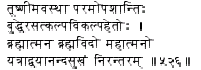 तूष्णीमवस्था परमोपशान्तिः
बुद्धेरसत्कल्पविकल्पहेतोः ।
ब्रह्मात्मन ब्रह्मविदो महात्मनो
यत्राद्वयानन्दसुखं निरन्तरम् ॥ ५२६॥